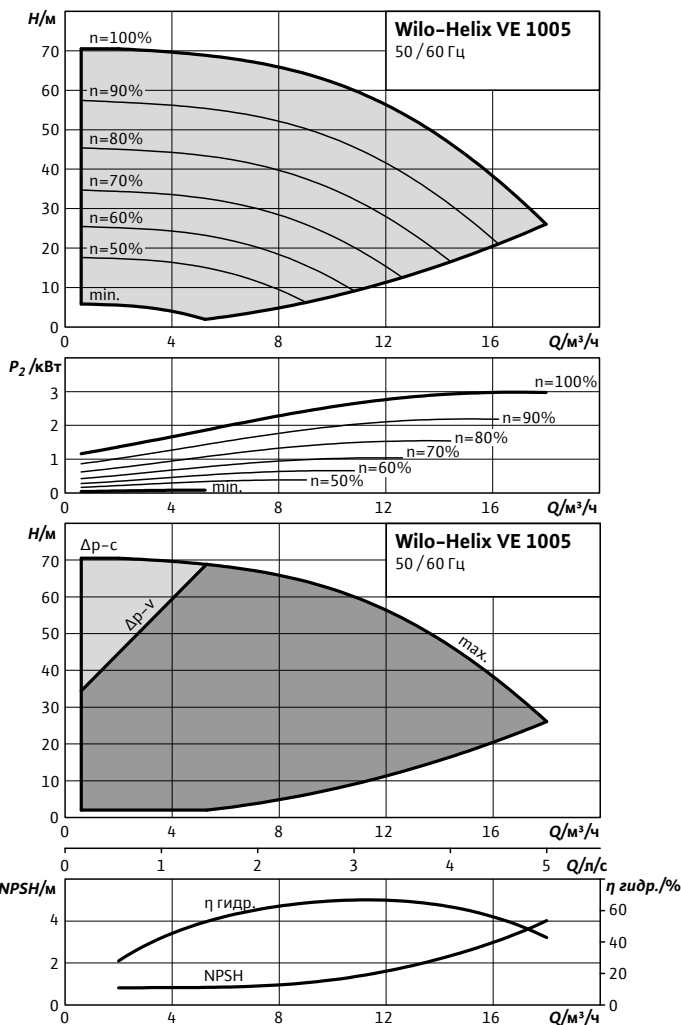 H/м
Wilo-Helix VE 1005
50/60 Гц
n=100%
70
n=90%
60
50
n=80%
40
n=70%
30
n=60%
20
n=50%
10
min.
0
0 4 8 12 16 Q/м³/ч
P₂/кВт
n=100%
3
n=90%
2
n=80%
n=70%
1
n=60%
n=50%
min.
0
0 4 8 12 16 Q/м³/ч
H/м
Δp-c
Wilo-Helix VE 1005
50/60 Гц
70
60
Δp-v
50
max.
40
30
20
10
0
0 4 8 12 16 Q/м³/ч
0 1 2 3 4 5 Q/л/с
NPSH/м
η гидр./%
η гидр.
60
4
40
2
NPSH
20
0
0
0 4 8 12 16 Q/м³/ч